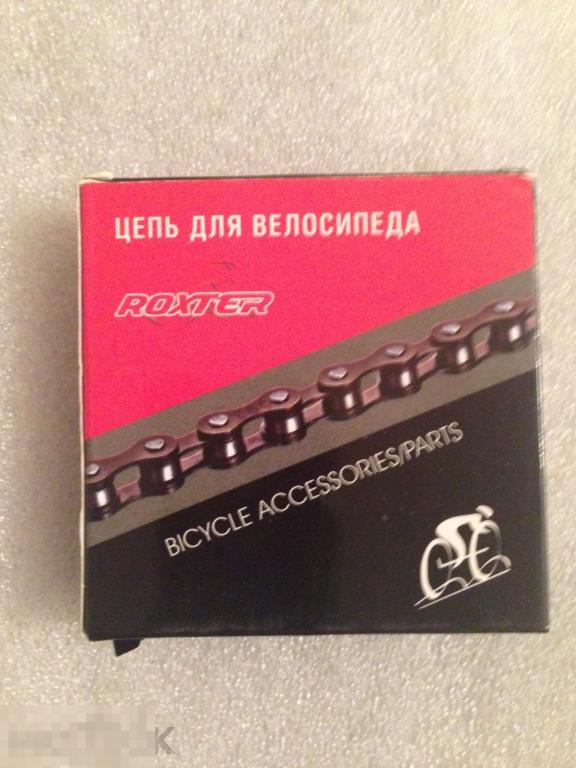 ЦЕПЬ ДЛЯ ВЕЛОСИПЕДА
ROXTER
BICYCLE ACCESSORIES/PARTS